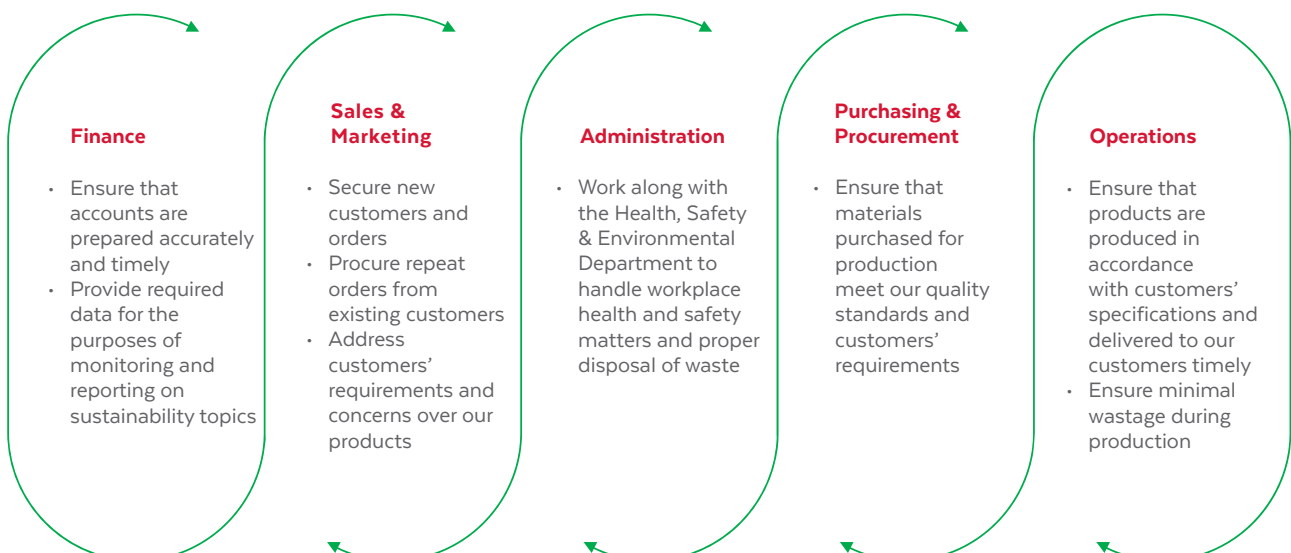 Finance
• Ensure that
accounts are
prepared accurately
and timely
• Provide required
data for the
purposes of
monitoring and
reporting on
sustainability topics
Sales &
Marketing
• Secure new
customers and
orders
• Procure repeat
orders from
existing customers
• Address
customers’
requirements and
concerns over our
products
Administration
• Work along with
the Health, Safety
& Environmental
Department to
handle workplace
health and safety
matters and proper
disposal of waste
Purchasing &
Procurement
• Ensure that
materials
purchased for
production
meet our quality
standards and
customers’
requirements
Operations
• Ensure that
products are
produced in
accordance
with customers’
specifications and
delivered to our
customers timely
• Ensure minimal
wastage during
production